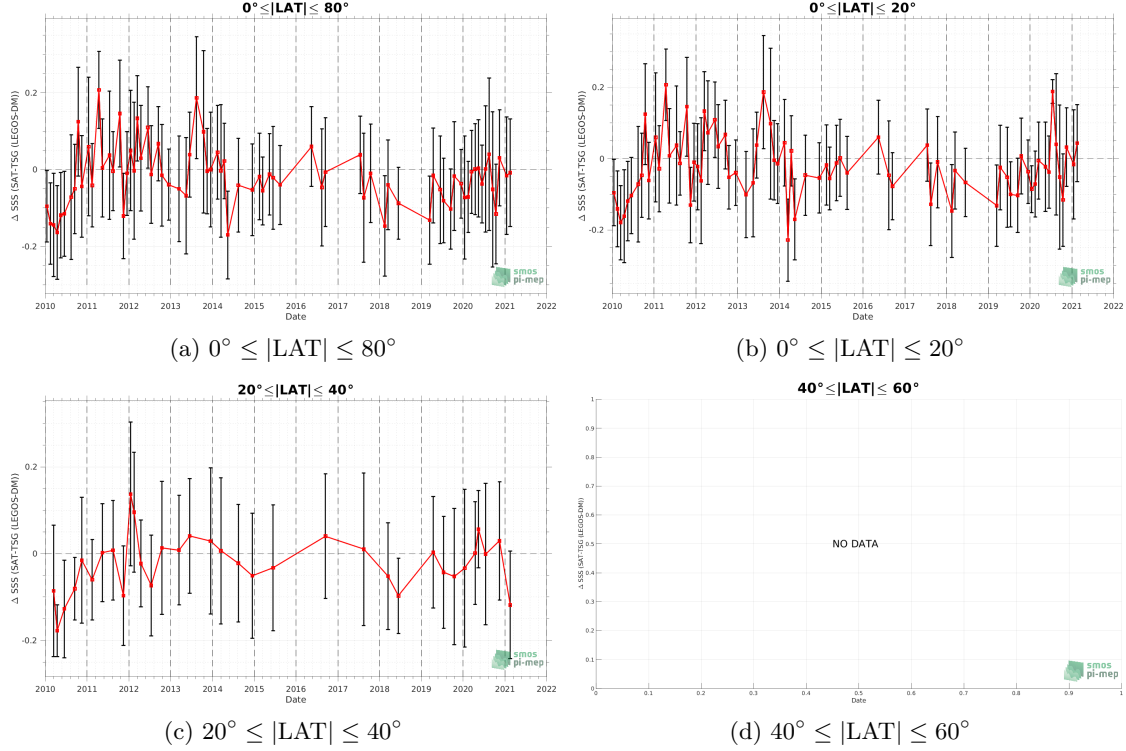 0°≤|LAT|≤ 80°
Δ SSS (SAT-TSG (LEGOS-DM))
0.2
0
-0.2
2010 2011 2012 2013 2014 2015 2016 2017 2018 2019 2020 2021 2022
Date
smos
pi-mep
(a) 0° ≤ |LAT| ≤ 80°
0°≤|LAT|≤ 20°
Δ SSS (SAT-TSG (LEGOS-DM))
0.2
0
-0.2
2010 2011 2012 2013 2014 2015 2016 2017 2018 2019 2020 2021 2022
Date
smos
pi-mep
(b) 0° ≤ |LAT| ≤ 20°
20°≤|LAT|≤ 40°
Δ SSS (SAT-TSG (LEGOS-DM))
0.2
0
-0.2
2010 2011 2012 2013 2014 2015 2016 2017 2018 2019 2020 2021 2022
Date
smos
pi-mep
(c) 20° ≤ |LAT| ≤ 40°
40°≤|LAT|≤ 60°
Δ SSS (SAT-TSG (LEGOS-DM))
1
0.9
0.8
0.7
0.6
0.5
0.4
0.3
0.2
0.1
0
NO DATA
0 0.1 0.2 0.3 0.4 0.5 0.6 0.7 0.8 0.9 1
Date
smos
pi-mep
(d) 40° ≤ |LAT| ≤ 60°